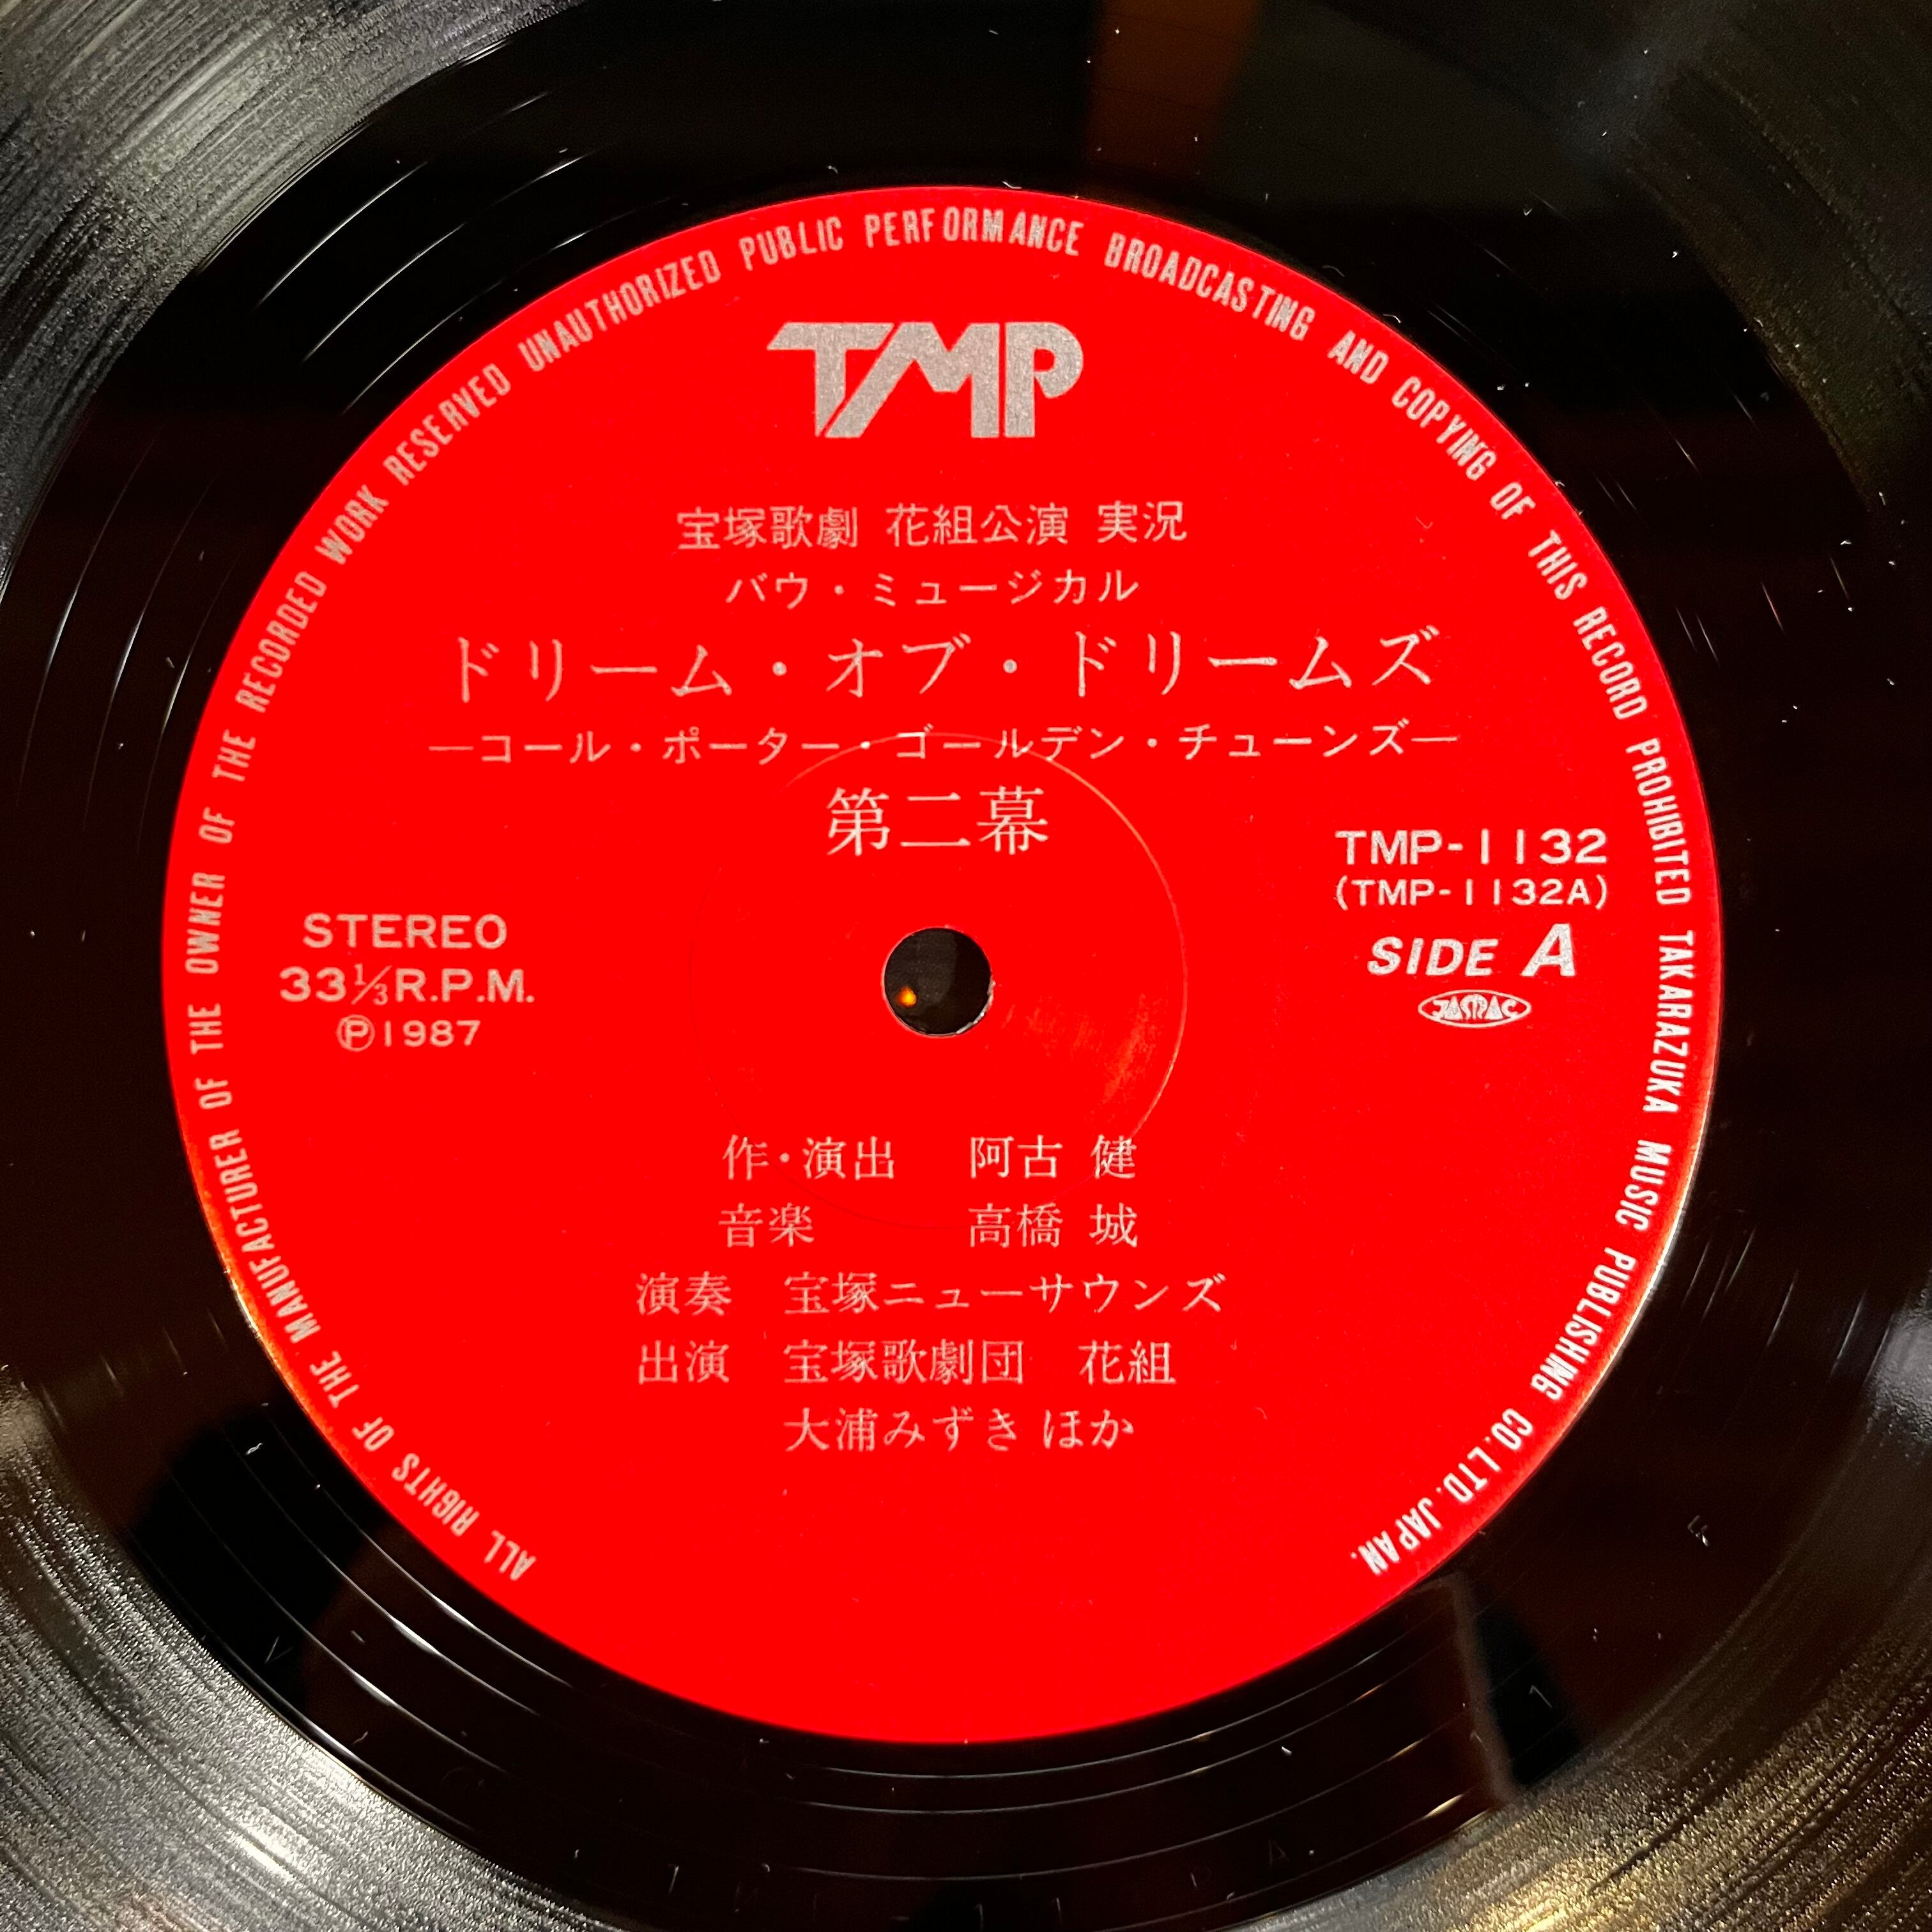 ALL RIGHTS OF THE MANUFACTURER OF THE OWNER OF THE RECORDED WORK RESERVED UNAUTHORIZED PUBLIC PERFORMANCE BROADCASTING AND COPYING OF THIS RECORD PROHIBITED TAKARAZUKA MUSIC PUBLISHING CO.LTD.JAPAN.
TMP
宝塚歌劇 花組公演 実況
バウ・ミュージカル
ドリーム・オブ・ドリームズ
―コール・ポーター・ゴールデン・チューンズ―
第二幕
STEREO
33⅓R.P.M.
Ⓟ1987
TMP-1132
(TMP-1132A)
SIDE A
JASRAC
作・演出 阿古 健
音楽 高橋 城
演奏 宝塚ニューサウンズ
出演 宝塚歌劇団 花組
大浦みずき ほか